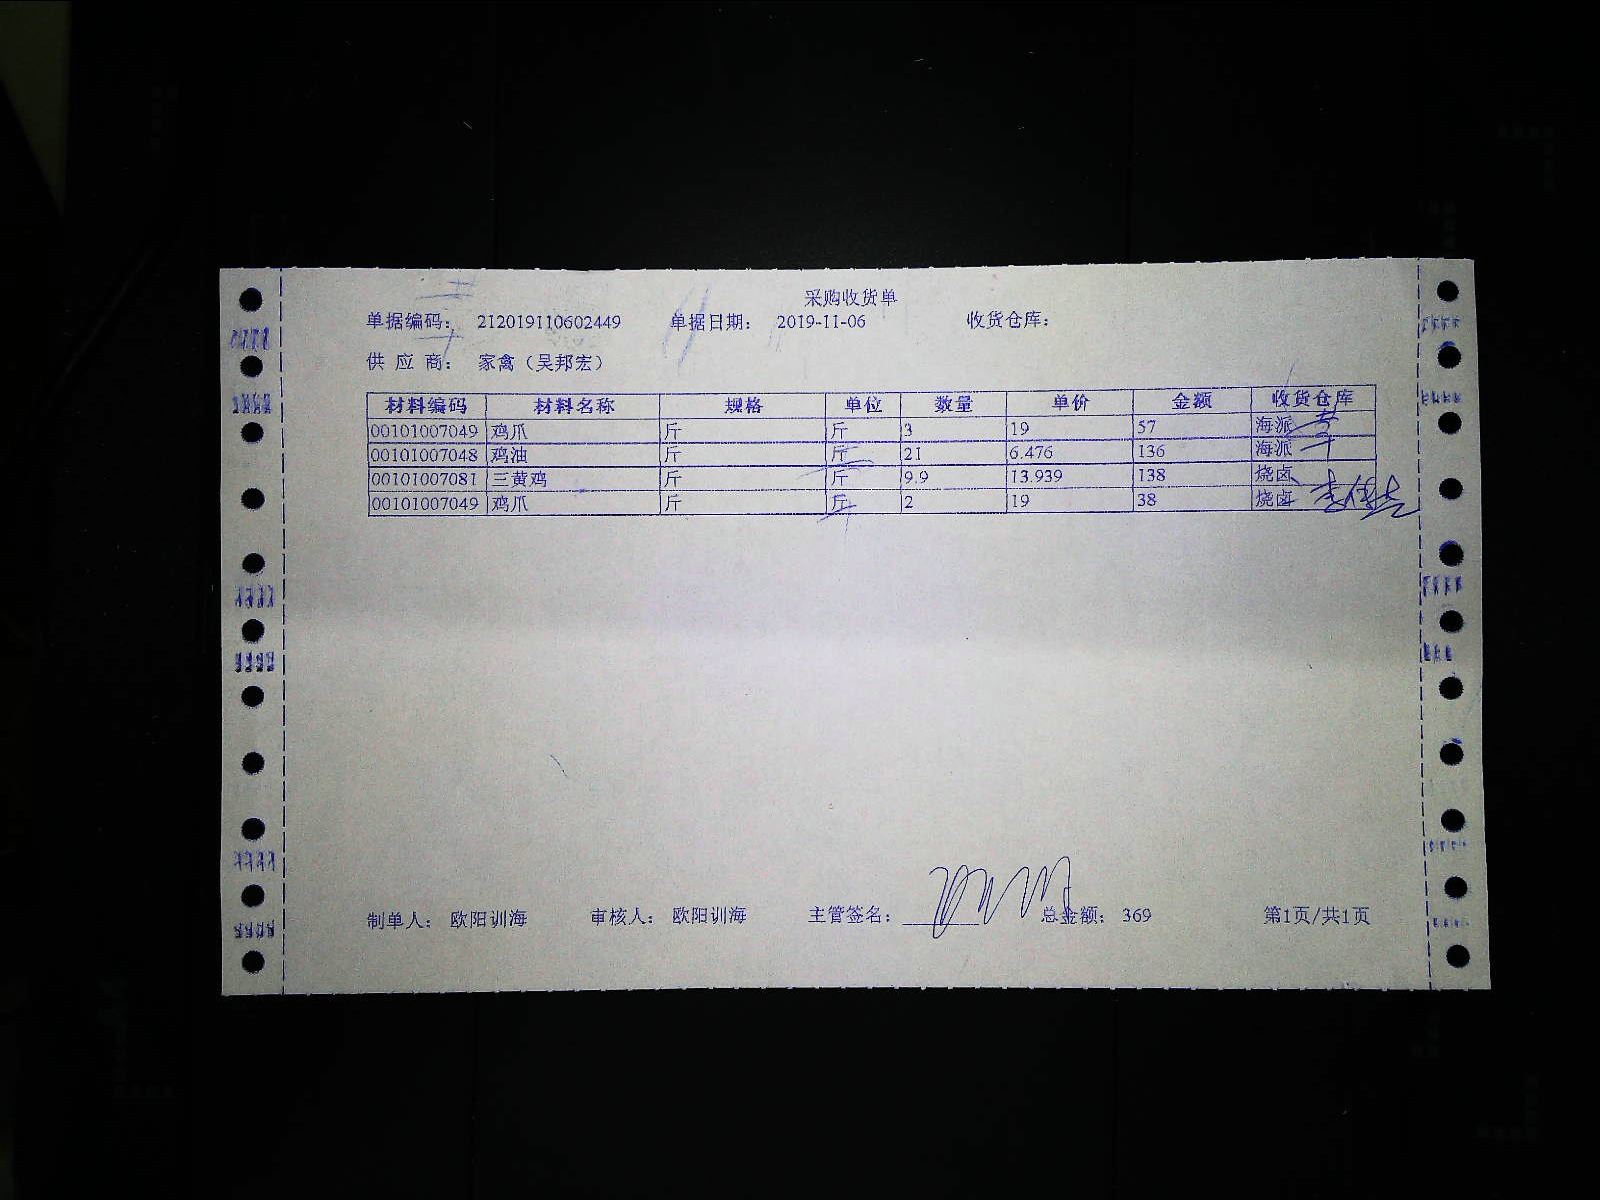 采购收货单
单据编码： 212019110602449 单据日期： 2019-11-06 收货仓库：
供 应 商： 家禽（吴邦宏）
材料编码 材料名称 规格 单位 数量 单价 金额 收货仓库
00101007049 鸡爪 斤 斤 3 19 57 海派
00101007048 鸡油 斤 斤 21 6.476 136 海派
00101007081 三黄鸡 斤 斤 9.9 13.939 138 烧卤
00101007049 鸡爪 斤 斤 2 19 38 烧卤
制单人： 欧阳训海 审核人： 欧阳训海 主管签名： 总金额： 369 第1页/共1页